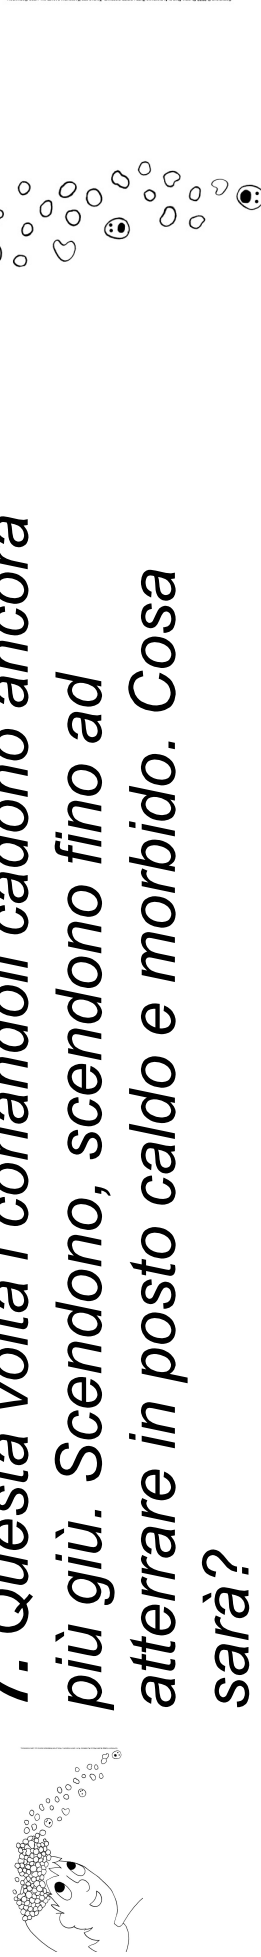 7. Questa volta i coriandoli cadono ancora
più giù. Scendono, scendono fino ad
atterrare in posto caldo e morbido. Cosa
sarà?